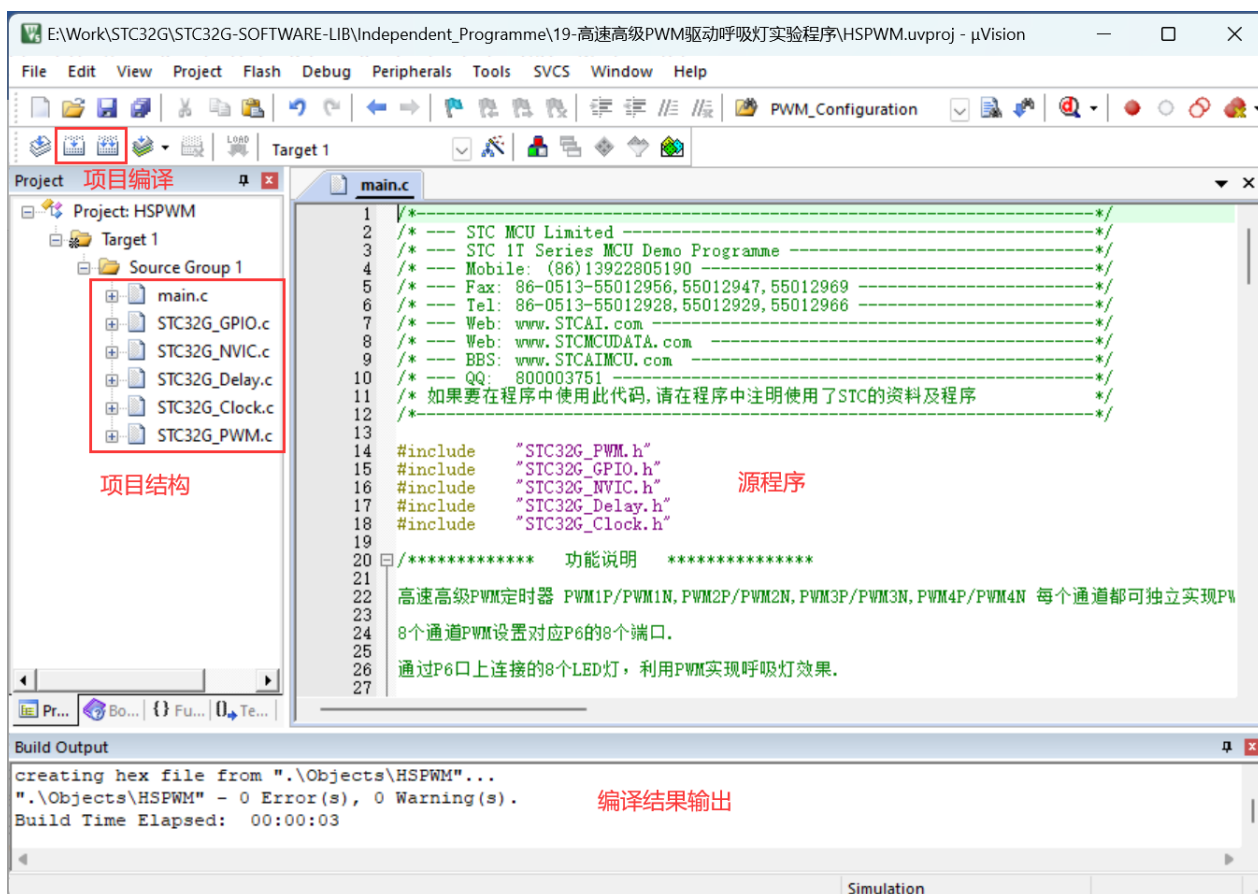 E:\Work\STC32G\STC32G-SOFTWARE-LIB\Independent_Programme\19-高速高级PWM驱动呼吸灯实验程序\HSPWM.uvproj - µVision
File Edit View Project Flash Debug Peripherals Tools SVCS Window Help
PWM_Configuration
LOAD Target 1
Project 项目编译
main.c
Project: HSPWM
Target 1
Source Group 1
main.c
STC32G_GPIO.c
STC32G_NVIC.c
STC32G_Delay.c
STC32G_Clock.c
STC32G_PWM.c
项目结构
Pr... Bo... {} Fu... Te...
1 /*---------------------------------------------------------------------*/
2 /* --- STC MCU Limited ------------------------------------------------*/
3 /* --- STC 1T Series MCU Demo Programme -------------------------------*/
4 /* --- Mobile: (86)13922805190 ----------------------------------------*/
5 /* --- Fax: 86-0513-55012956,55012947,55012969 ------------------------*/
6 /* --- Tel: 86-0513-55012928,55012929,55012966 ------------------------*/
7 /* --- Web: www.STCAI.com ---------------------------------------------*/
8 /* --- Web: www.STCMCUDATA.com ---------------------------------------*/
9 /* --- BBS: www.STCAIMCU.com -----------------------------------------*/
10 /* --- QQ: 800003751 -------------------------------------------------*/
11 /* 如果要在程序中使用此代码,请在程序中注明使用了STC的资料及程序 */
12 /*---------------------------------------------------------------------*/
13
14 #include "STC32G_PWM.h"
15 #include "STC32G_GPIO.h"
16 #include "STC32G_NVIC.h"
17 #include "STC32G_Delay.h"
18 #include "STC32G_Clock.h"
源程序
19
20 /************* 功能说明 ***************
21
22 高速高级PWM定时器 PWM1P/PWM1N,PWM2P/PWM2N,PWM3P/PWM3N,PWM4P/PWM4N 每个通道都可独立实现PW
23
24 8个通道PWM设置对应P6的8个端口.
25
26 通过P6口上连接的8个LED灯，利用PWM实现呼吸灯效果.
27
Build Output
creating hex file from ".\Objects\HSPWM"...
".\Objects\HSPWM" - 0 Error(s), 0 Warning(s).
Build Time Elapsed: 00:00:03
编译结果输出
Simulation